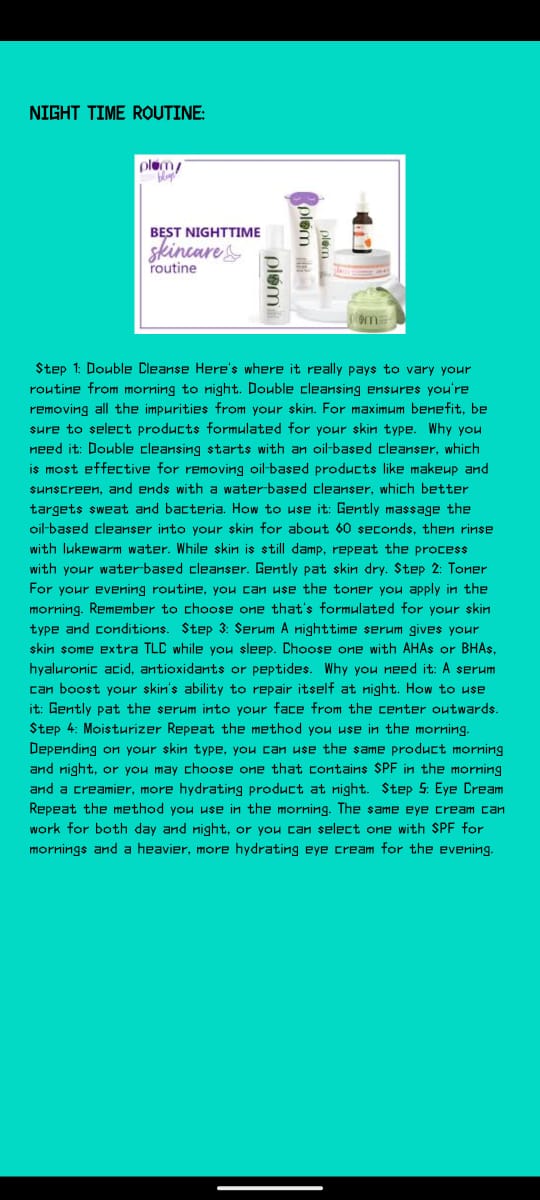 NIGHT TIME ROUTINE:
plum
blogs
BEST NIGHTTIME
skincare
routine
plum
plum
plum
plum
Step 1: Double Cleanse Here's where it really pays to vary your
routine from morning to night. Double cleansing ensures you're
removing all the impurities from your skin. For maximum benefit, be
sure to select products formulated for your skin type. Why you
need it: Double cleansing starts with an oil-based cleanser, which
is most effective for removing oil-based products like makeup and
sunscreen, and ends with a water-based cleanser, which better
targets sweat and bacteria. How to use it: Gently massage the
oil-based cleanser into your skin for about 60 seconds, then rinse
with lukewarm water. While skin is still damp, repeat the process
with your water-based cleanser. Gently pat skin dry. Step 2: Toner
For your evening routine, you can use the toner you apply in the
morning. Remember to choose one that's formulated for your skin
type and conditions. Step 3: Serum A nighttime serum gives your
skin some extra TLC while you sleep. Choose one with AHAs or BHAs,
hyaluronic acid, antioxidants or peptides. Why you need it: A serum
can boost your skin's ability to repair itself at night. How to use
it: Gently pat the serum into your face from the center outwards.
Step 4: Moisturizer Repeat the method you use in the morning.
Depending on your skin type, you can use the same product morning
and night, or you may choose one that contains SPF in the morning
and a creamier, more hydrating product at night. Step 5: Eye Cream
Repeat the method you use in the morning. The same eye cream can
work for both day and night, or you can select one with SPF for
mornings and a heavier, more hydrating eye cream for the evening.